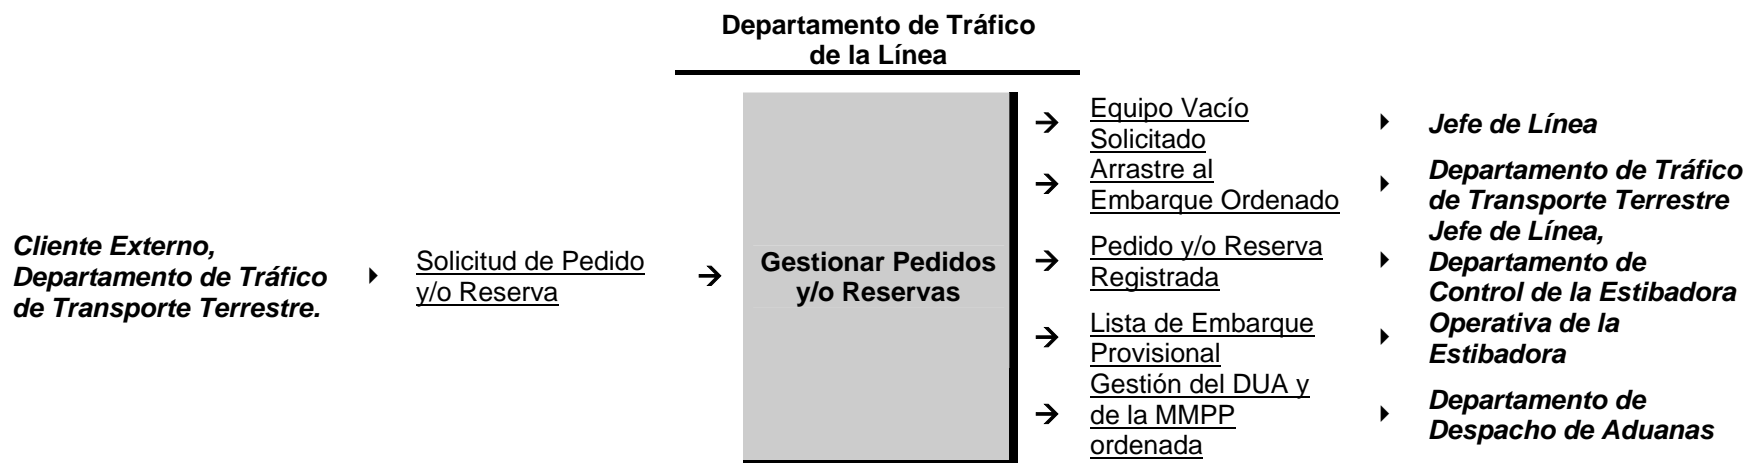 Departamento de Tráfico
de la Línea
Cliente Externo,
Departamento de Tráfico
de Transporte Terrestre.
Solicitud de Pedido
y/o Reserva
Gestionar Pedidos
y/o Reservas
Equipo Vacío
Solicitado
Jefe de Línea
Arrastre al
Embarque Ordenado
Departamento de Tráfico
de Transporte Terrestre
Pedido y/o Reserva
Registrada
Jefe de Línea,
Departamento de
Control de la Estibadora
Lista de Embarque
Provisional
Operativa de la
Estibadora
Gestión del DUA y
de la MMPP
ordenada
Departamento de
Despacho de Aduanas